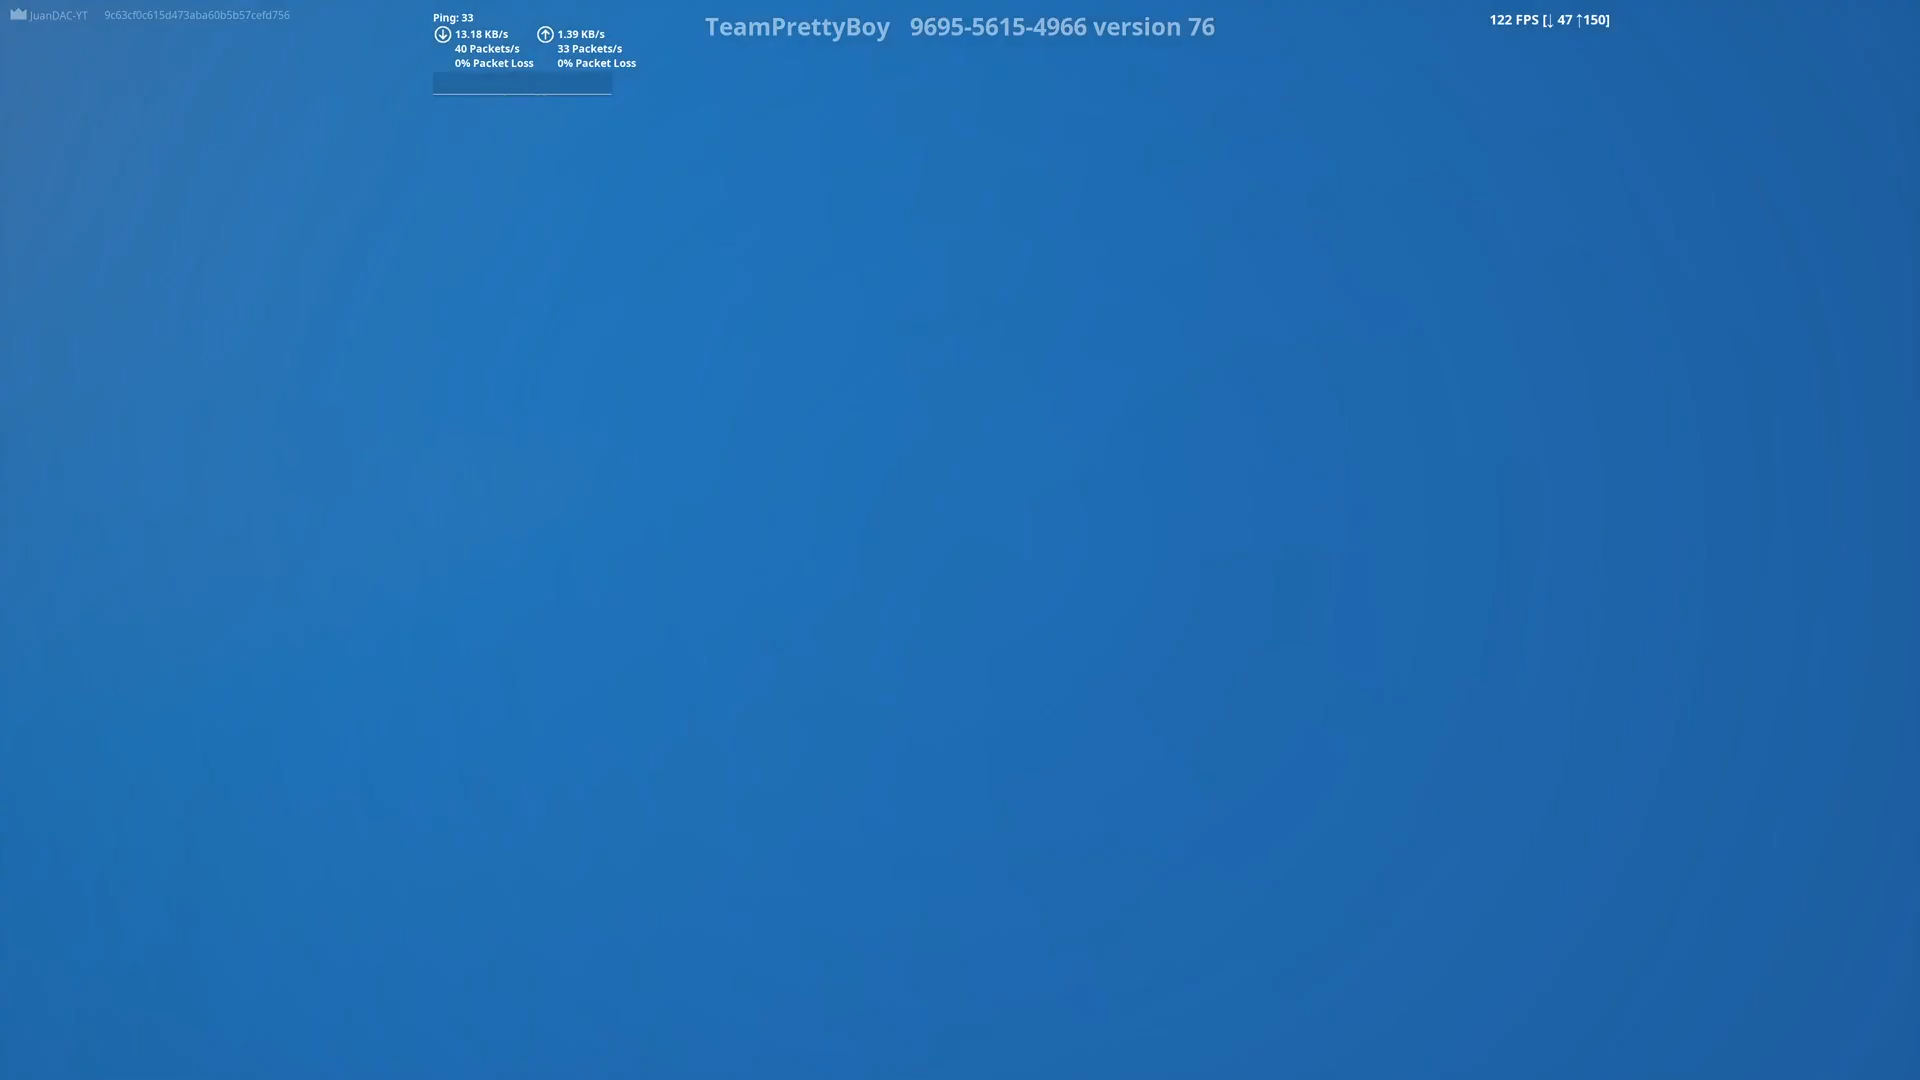 JuanDAC-YT 9c63cf0c615d473aba60b5b57cefd756
Ping: 33
13.18 KB/s 1.39 KB/s
40 Packets/s 33 Packets/s
0% Packet Loss 0% Packet Loss
TeamPrettyBoy 9695-5615-4966 version 76
122 FPS [↓ 47 ↑150]